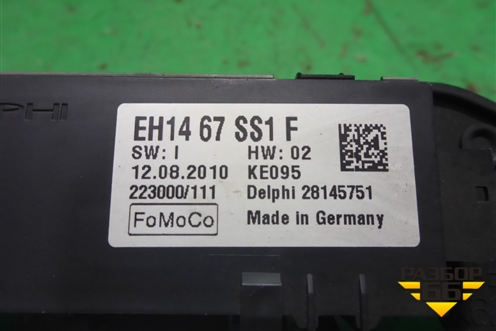 PHI
EH14 67 SS1 F
SW: I HW: 02
12.08.2010 KE095
223000/111 Delphi 28145751
FoMoCo Made in Germany
РАЗБОР
66